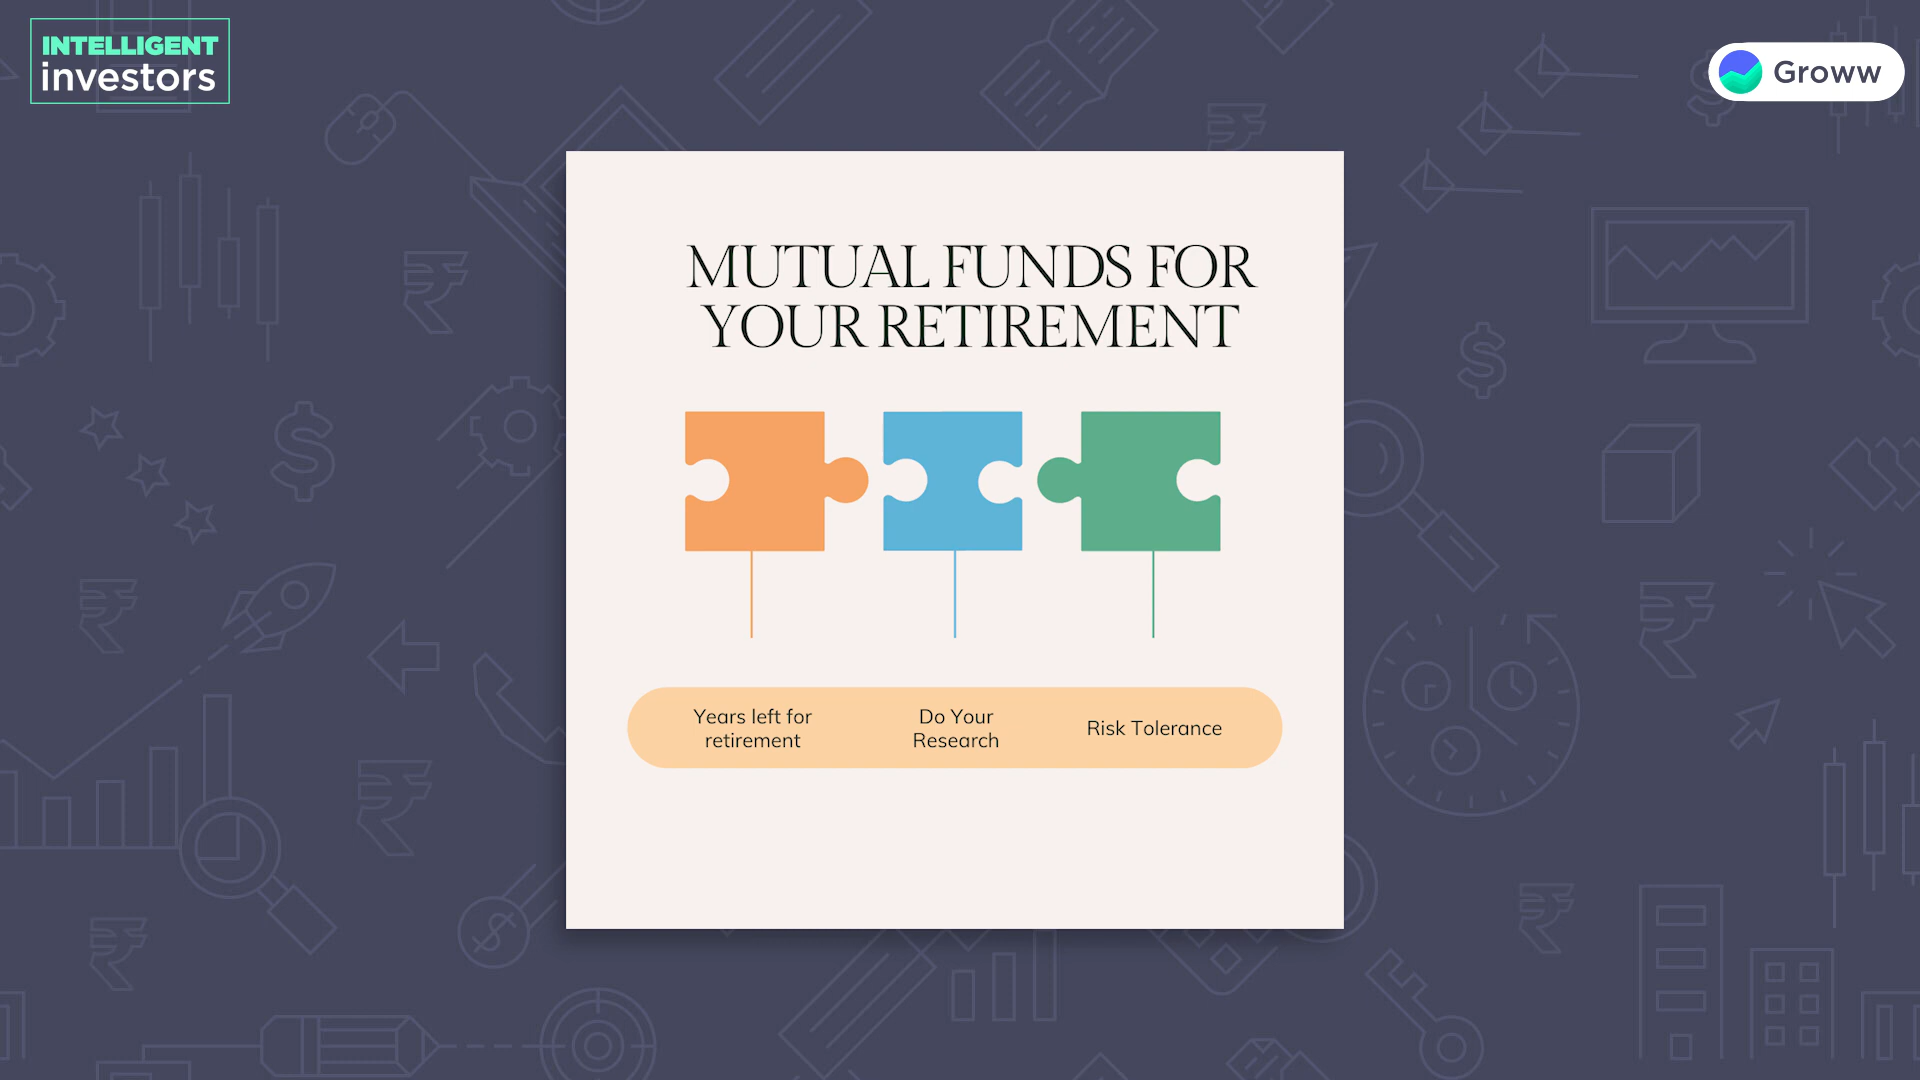 INTELLIGENT
investors
Groww
MUTUAL FUNDS FOR
YOUR RETIREMENT
Years left for
retirement
Do Your
Research
Risk Tolerance